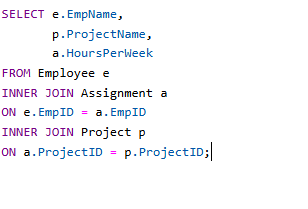 SELECT e.EmpName,
       p.ProjectName,
       a.HoursPerWeek
FROM Employee e
INNER JOIN Assignment a
ON e.EmpID = a.EmpID
INNER JOIN Project p
ON a.ProjectID = p.ProjectID;